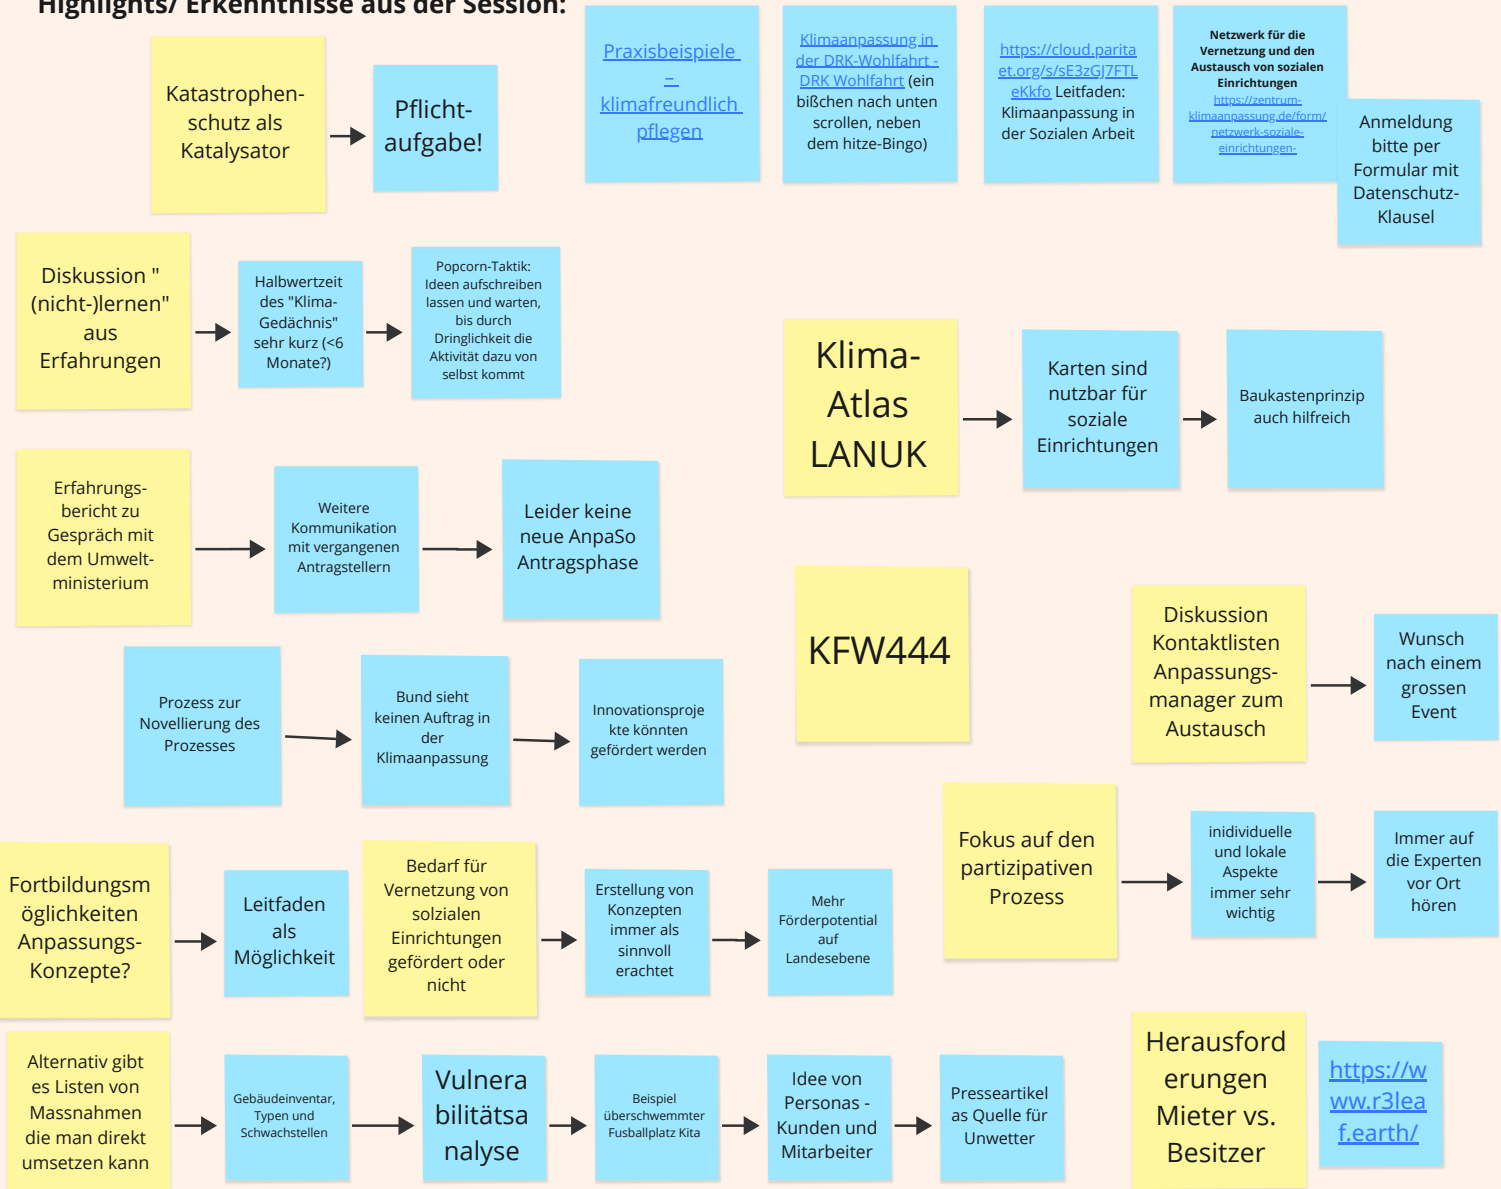 Highlights/ Erkenntnisse aus der Session:
Katastrophen-
schutz als
Katalysator
Pflicht-
aufgabe!
Praxisbeispiele
–
klimafreundlich
pflegen
Klimaanpassung in
der DRK-Wohlfahrt -
DRK Wohlfahrt (ein
bißchen nach unten
scrollen, neben
dem hitze-Bingo)
https://cloud.parita
et.org/s/sE3zGJ7FTL
eKkfo Leitfaden:
Klimaanpassung in
der Sozialen Arbeit
Netzwerk für die
Vernetzung und den
Austausch von sozialen
Einrichtungen
https://zentrum-
klimaanpassung.de/form/
netzwerk-soziale-
einrichtungen-
Anmeldung
bitte per
Formular mit
Datenschutz-
Klausel
Diskussion "
(nicht-)lernen"
aus
Erfahrungen
Halbwertzeit
des "Klima-
Gedächnis"
sehr kurz (<6
Monate?)
Popcorn-Taktik:
Ideen aufschreiben
lassen und warten,
bis durch
Dringlichkeit die
Aktivität dazu von
selbst kommt
Klima-
Atlas
LANUK
Karten sind
nutzbar für
soziale
Einrichtungen
Baukastenprinzip
auch hilfreich
Erfahrungs-
bericht zu
Gespräch mit
dem Umwelt-
ministerium
Weitere
Kommunikation
mit vergangenen
Antragstellern
Leider keine
neue AnpaSo
Antragsphase
KFW444
Diskussion
Kontaktlisten
Anpassungs-
manager zum
Austausch
Wunsch
nach einem
grossen
Event
Prozess zur
Novellierung des
Prozesses
Bund sieht
keinen Auftrag in
der
Klimaanpassung
Innovationsproje
kte könnten
gefördert werden
Fokus auf den
partizipativen
Prozess
inidividuelle
und lokale
Aspekte
immer sehr
wichtig
Immer auf
die Experten
vor Ort
hören
Fortbildungsm
öglichkeiten
Anpassungs-
Konzepte?
Leitfaden
als
Möglichkeit
Bedarf für
Vernetzung von
solzialen
Einrichtungen
gefördert oder
nicht
Erstellung von
Konzepten
immer als
sinnvoll
erachtet
Mehr
Förderpotential
auf
Landesebene
Alternativ gibt
es Listen von
Massnahmen
die man direkt
umsetzen kann
Gebäudeinventar,
Typen und
Schwachstellen
Vulnera
bilitätsa
nalyse
Beispiel
überschwemmter
Fusballplatz Kita
Idee von
Personas -
Kunden und
Mitarbeiter
Presseartikel
as Quelle für
Unwetter
Herausford
erungen
Mieter vs.
Besitzer
https://w
ww.r3lea
f.earth/